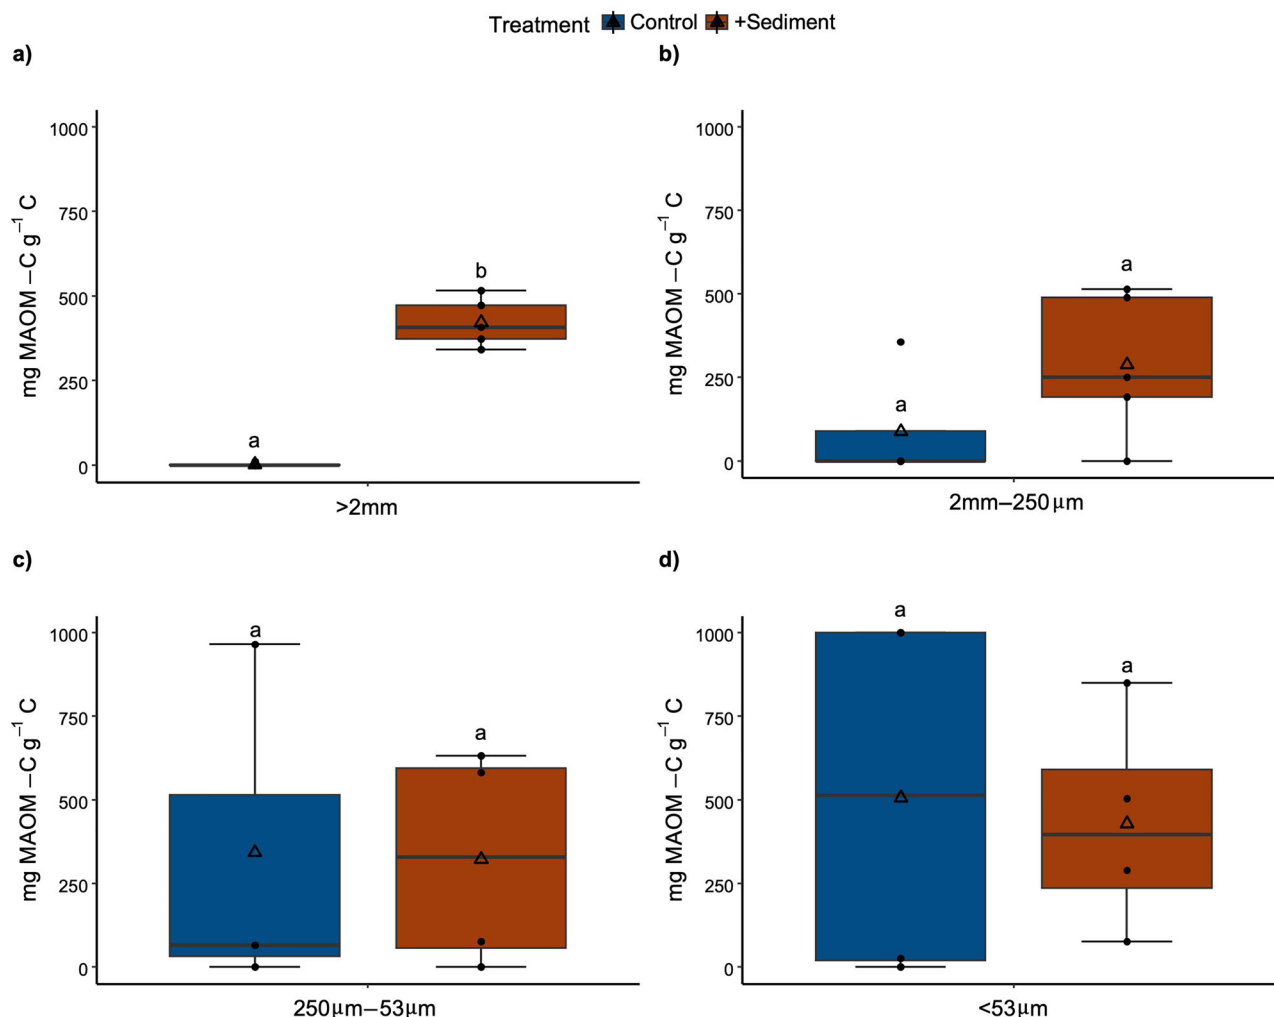 Treatment Control +Sediment
a)
mg MAOM –C g⁻¹ C
1000
750
500
250
0
a
b
>2mm
b)
mg MAOM –C g⁻¹ C
1000
750
500
250
0
a
a
2mm–250μm
c)
mg MAOM –C g⁻¹ C
1000
750
500
250
0
a
a
250μm–53μm
d)
mg MAOM –C g⁻¹ C
1000
750
500
250
0
a
a
<53μm